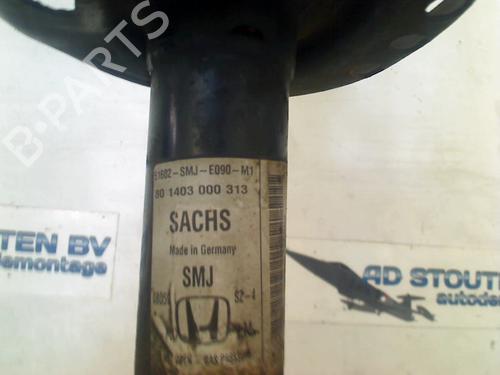 B-PARTS
51602-SMJ-E090-M1
80 1403 000 313
SACHS
Made in Germany
SMJ
S2-4
TEN BV
demontage
AD STOUT
autode